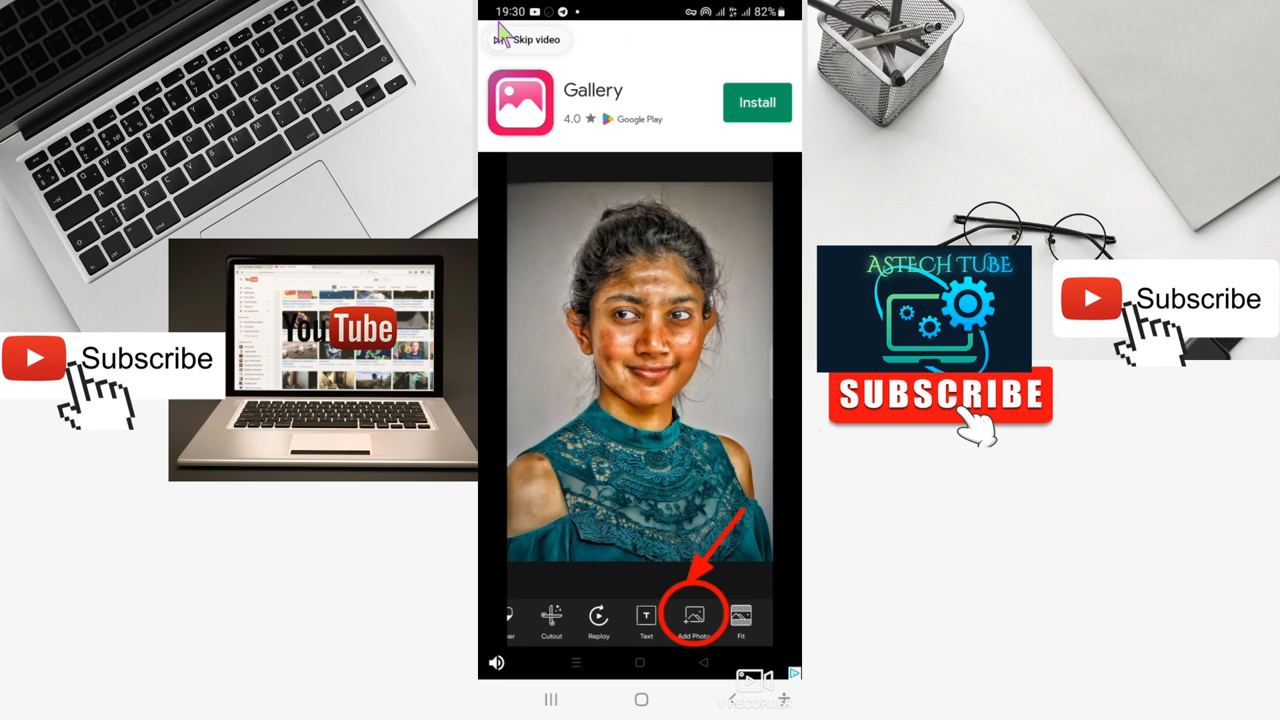 19:30
82%
Skip video
Gallery
4.0 ★ Google Play
Install
YouTube
Subscribe
ASTECH TUBE
SUBSCRIBE
Subscribe
Cutout
Replay
T
Text
Add Photo
Fit
V RECORDER